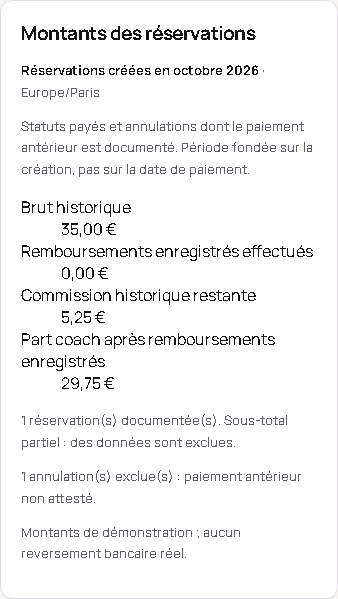 Montants des réservations
Réservations créées en octobre 2026 ·
Europe/Paris
Statuts payés et annulations dont le paiement
antérieur est documenté. Période fondée sur la
création, pas sur la date de paiement.
Brut historique
35,00 €
Remboursements enregistrés effectués
0,00 €
Commission historique restante
5,25 €
Part coach après remboursements
enregistrés
29,75 €
1 réservation(s) documentée(s). Sous-total
partiel : des données sont exclues.
1 annulation(s) exclue(s) : paiement antérieur
non attesté.
Montants de démonstration ; aucun
reversement bancaire réel.